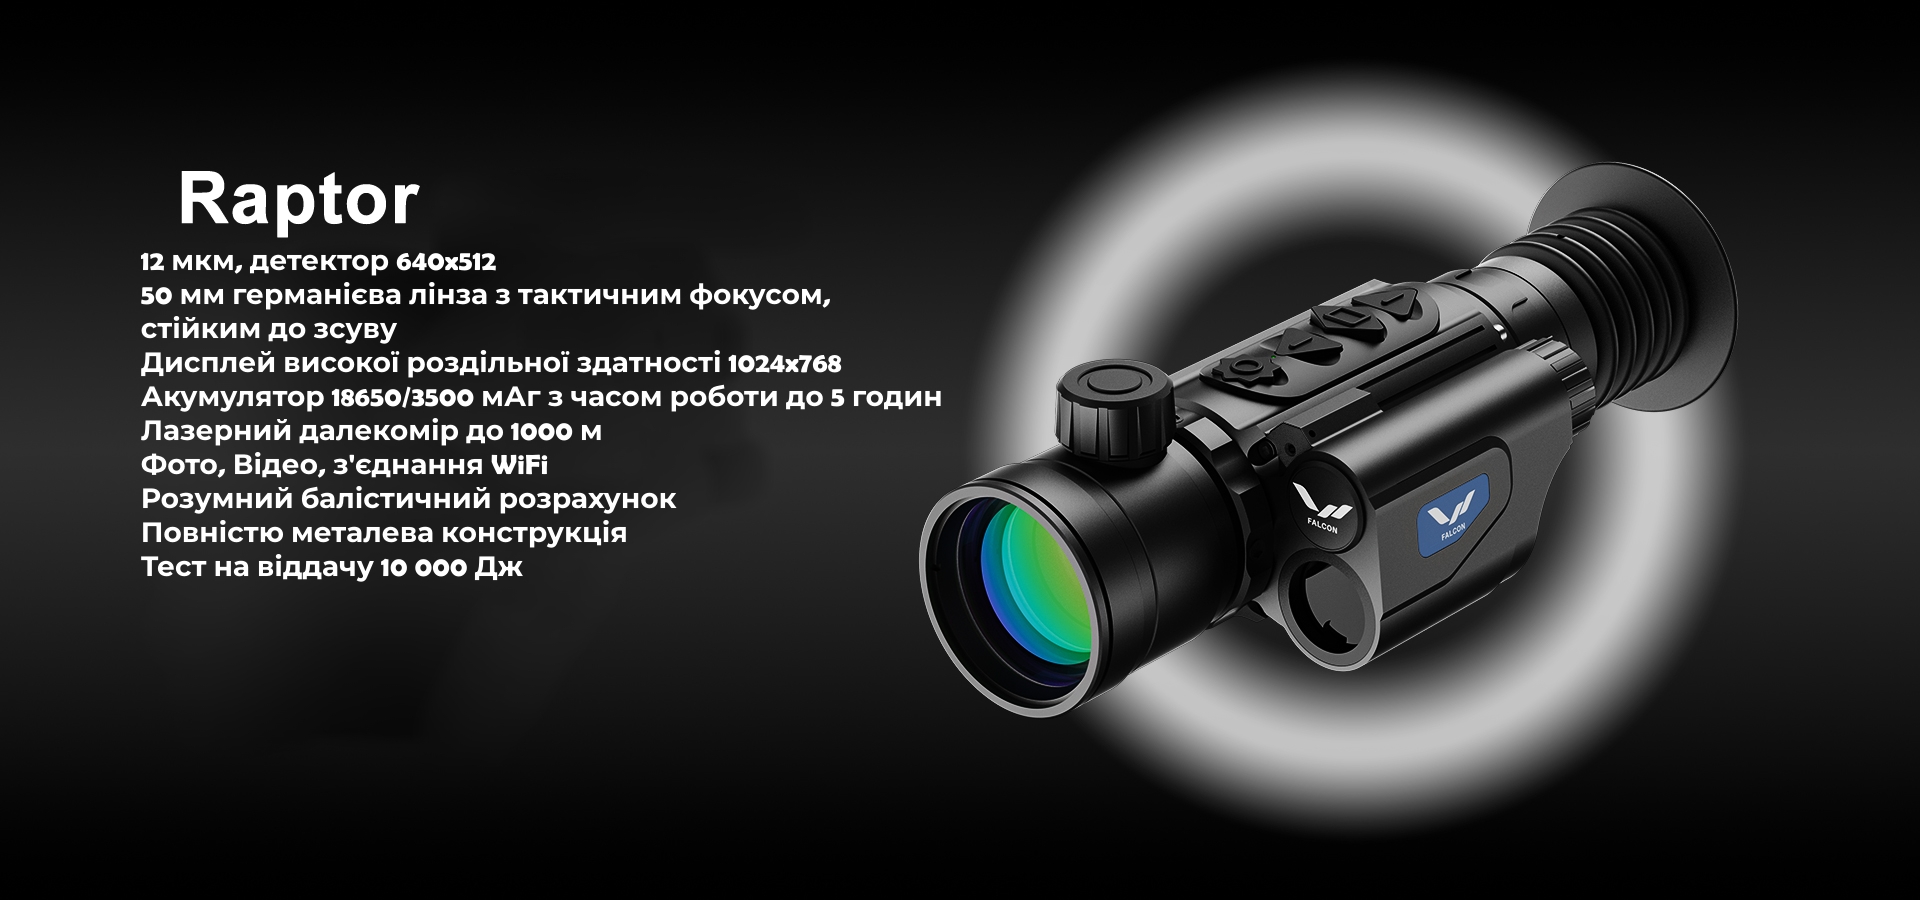 Raptor
12 мкм, детектор 640x512
50 мм германієва лінза з тактичним фокусом,
стійким до зсуву
Дисплей високої роздільної здатності 1024x768
Акумулятор 18650/3500 мАг з часом роботи до 5 годин
Лазерний далекомір до 1000 м
Фото, Відео, з'єднання WiFi
Розумний балістичний розрахунок
Повністю металева конструкція
Тест на віддачу 10 000 Дж
FALCON
FALCON